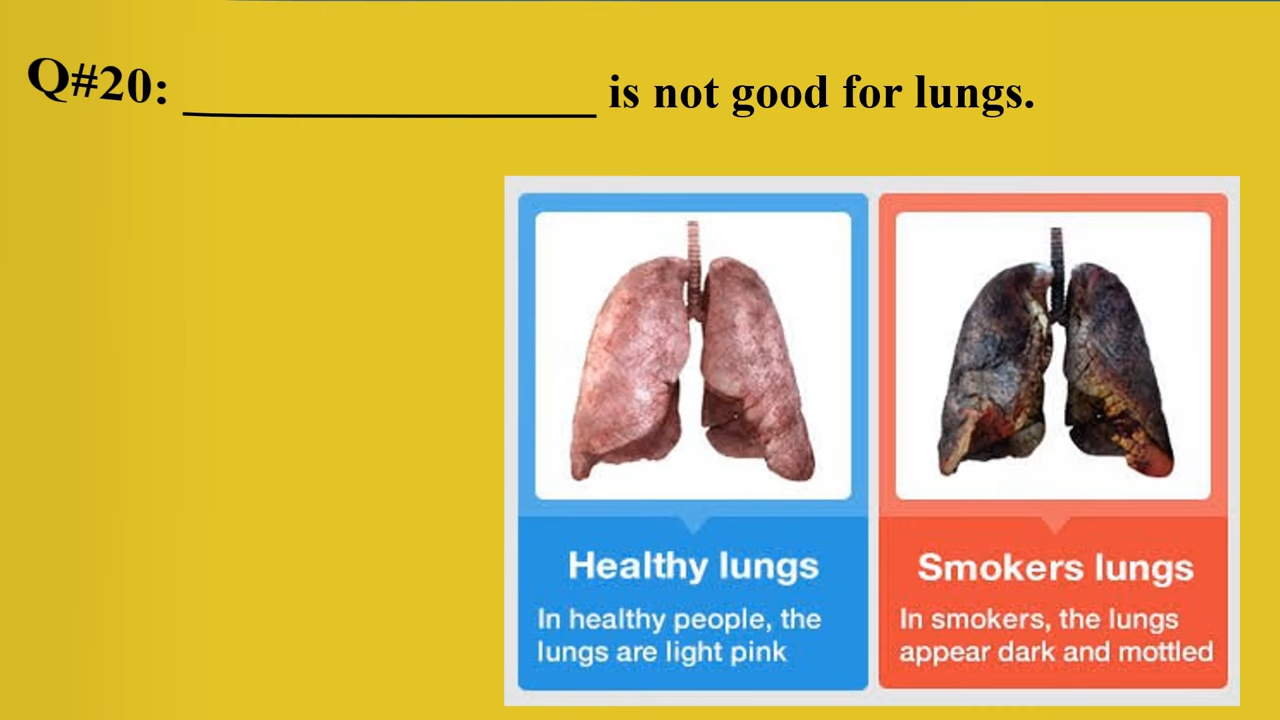 Q#20: ______________ is not good for lungs.
Healthy lungs
In healthy people, the
lungs are light pink
Smokers lungs
In smokers, the lungs
appear dark and mottled